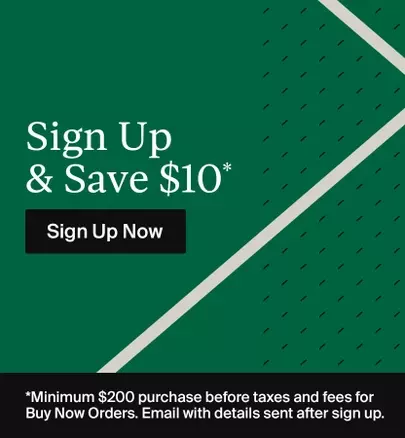 Sign Up
& Save $10*
Sign Up Now
*Minimum $200 purchase before taxes and fees for
Buy Now Orders. Email with details sent after sign up.